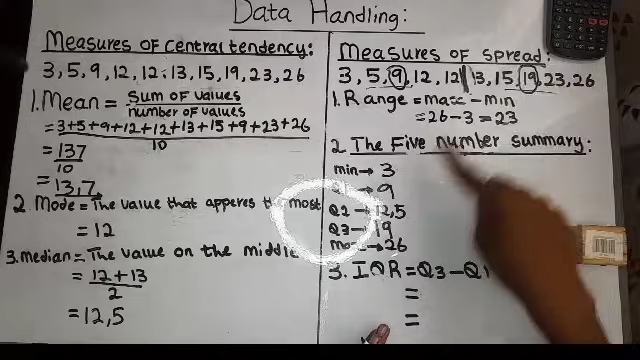 Data Handling:
Measures of central tendency:
3, 5, 9, 12, 12, 13, 15, 19, 23, 26
1. Mean = sum of values
number of values
= 3+5+9+12+12+13+15+9+23+26
10
= 137
10
= 13,7
2. Mode = The value that apperes the most
= 12
3. median = The value on the middle
= 12+13
2
= 12,5
Measures of spread:
3, 5, 9, 12, 12 13, 15, 19, 23, 26
1. Range = max - min
= 26 - 3 = 23
2 The Five number summary:
min → 3
→ 9
Q2 → 12,5
Q3 → 19
→ 26
3. IQR = Q3 - Q1
=
=